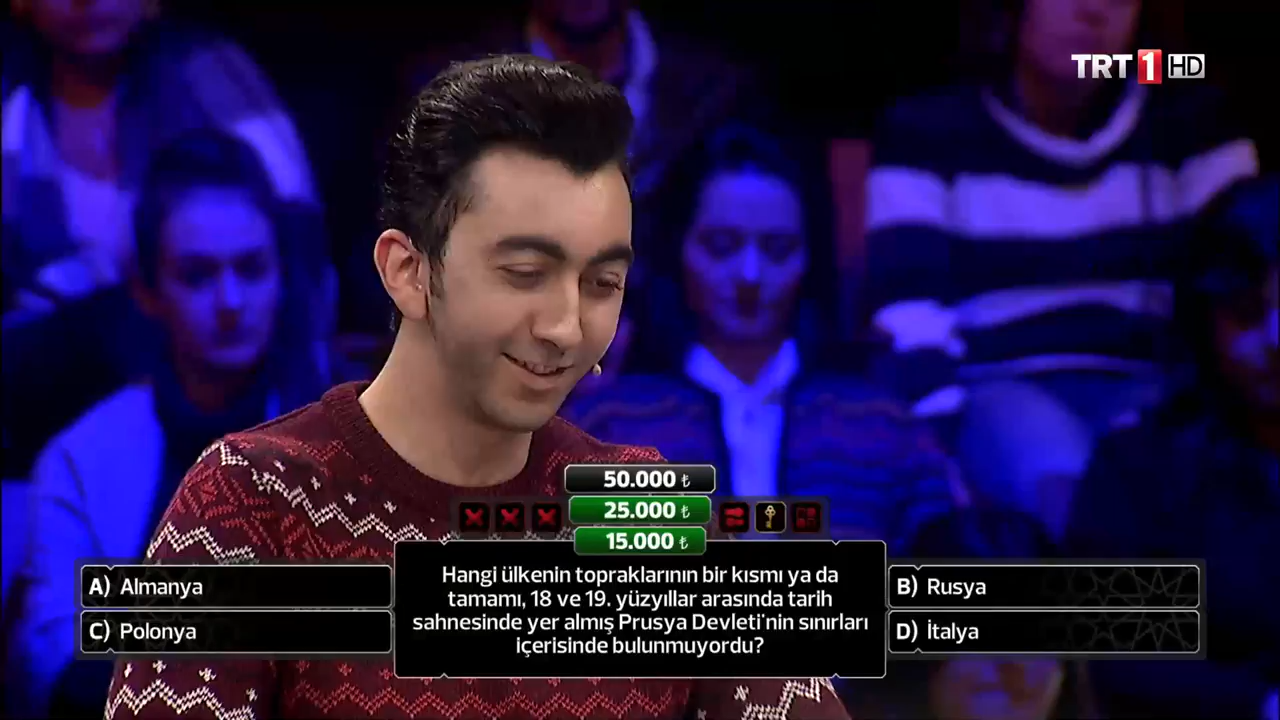 TRT 1 HD
50.000 ₺
25.000 ₺
15.000 ₺
Hangi ülkenin topraklarının bir kısmı ya da
tamamı, 18 ve 19. yüzyıllar arasında tarih
sahnesinde yer almış Prusya Devleti'nin sınırları
içerisinde bulunmuyordu?
A) Almanya
B) Rusya
C) Polonya
D) İtalya